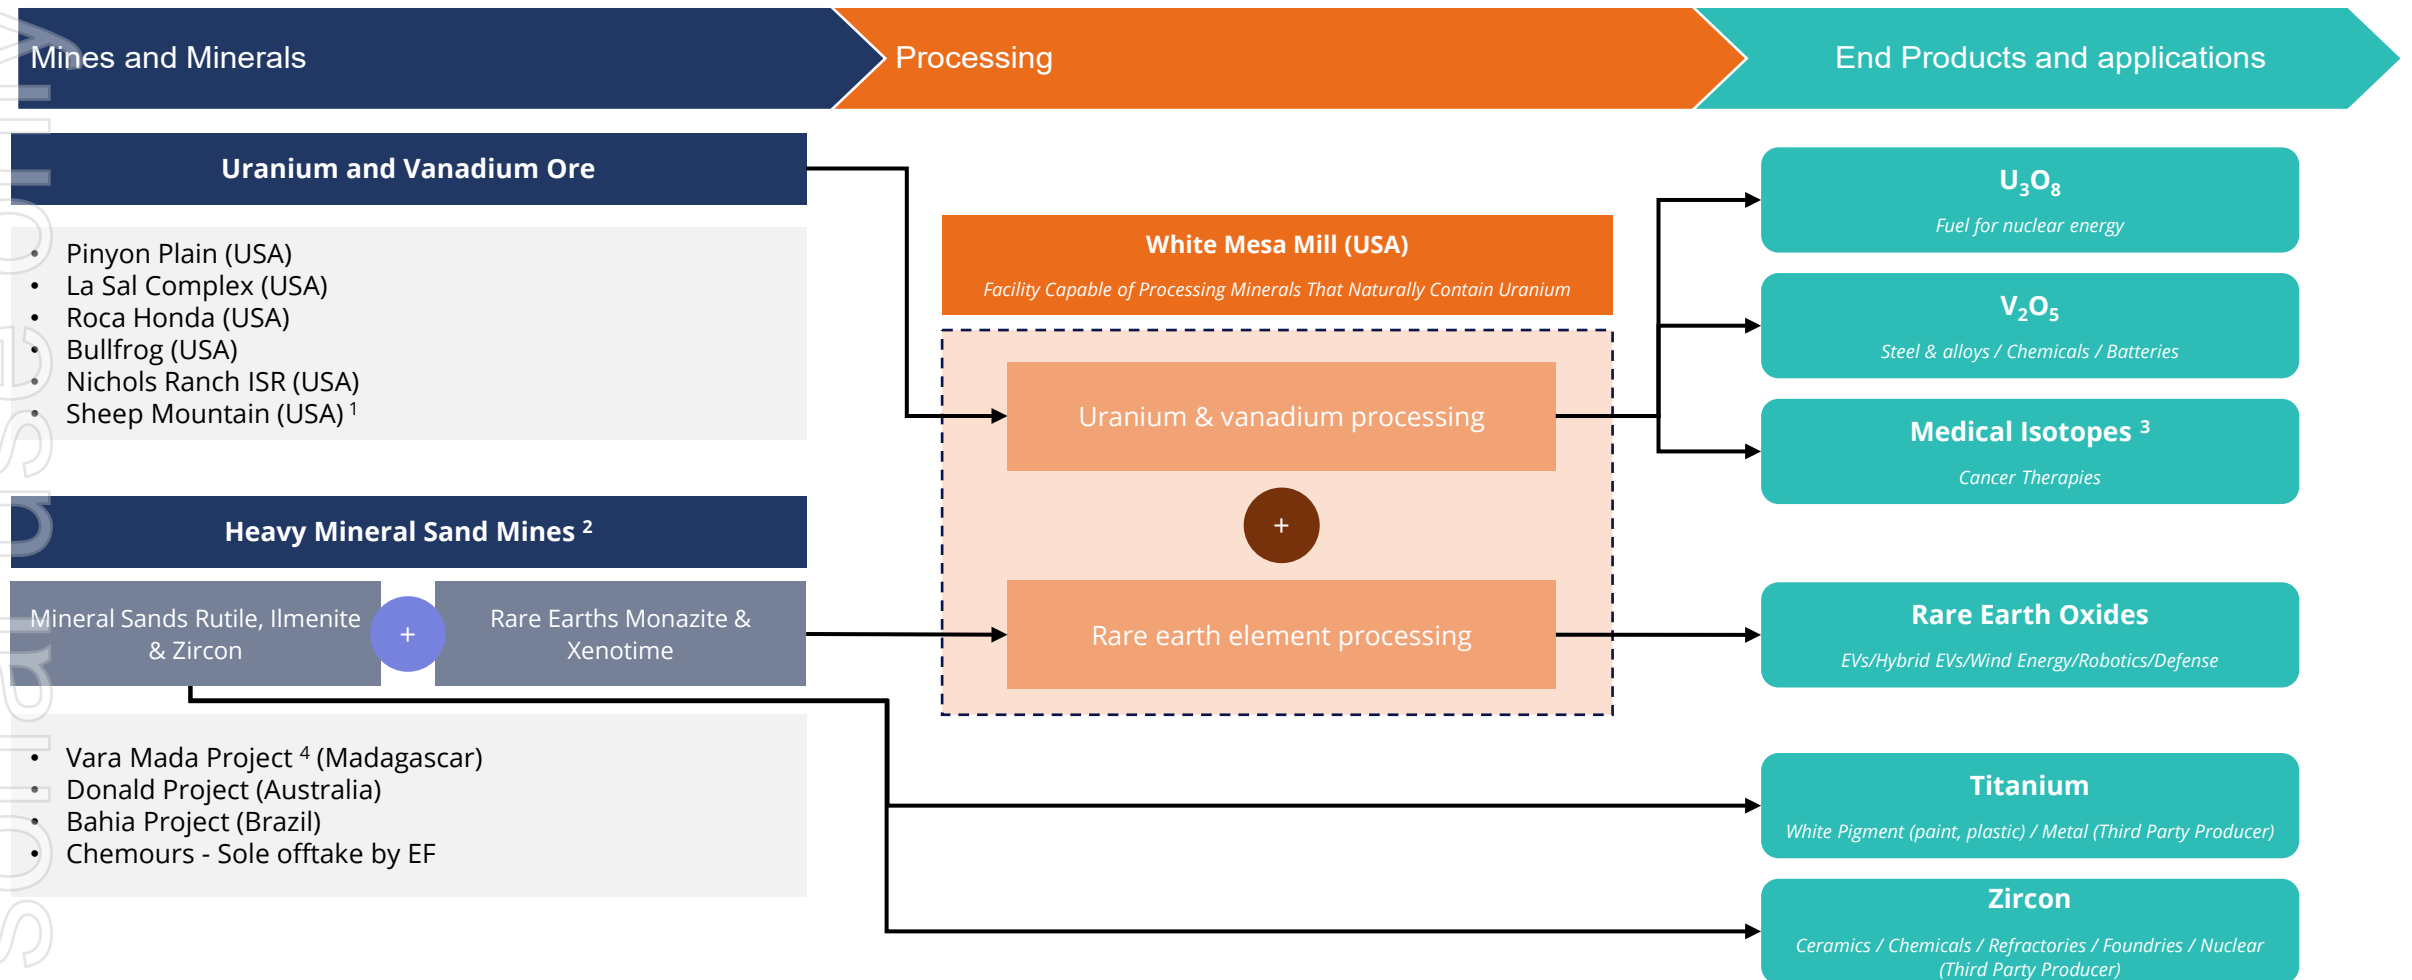 Mines and Minerals
Processing
End Products and applications
Uranium and Vanadium Ore
• Pinyon Plain (USA)
• La Sal Complex (USA)
• Roca Honda (USA)
• Bullfrog (USA)
• Nichols Ranch ISR (USA)
• Sheep Mountain (USA) ¹
Heavy Mineral Sand Mines ²
Mineral Sands Rutile, Ilmenite
& Zircon
+
Rare Earths Monazite &
Xenotime
• Vara Mada Project ⁴ (Madagascar)
• Donald Project (Australia)
• Bahia Project (Brazil)
• Chemours - Sole offtake by EF
White Mesa Mill (USA)
Facility Capable of Processing Minerals That Naturally Contain Uranium
Uranium & vanadium processing
+
Rare earth element processing
U₃O₈
Fuel for nuclear energy
V₂O₅
Steel & alloys / Chemicals / Batteries
Medical Isotopes ³
Cancer Therapies
Rare Earth Oxides
EVs/Hybrid EVs/Wind Energy/Robotics/Defense
Titanium
White Pigment (paint, plastic) / Metal (Third Party Producer)
Zircon
Ceramics / Chemicals / Refractories / Foundries / Nuclear
(Third Party Producer)
sonal use only